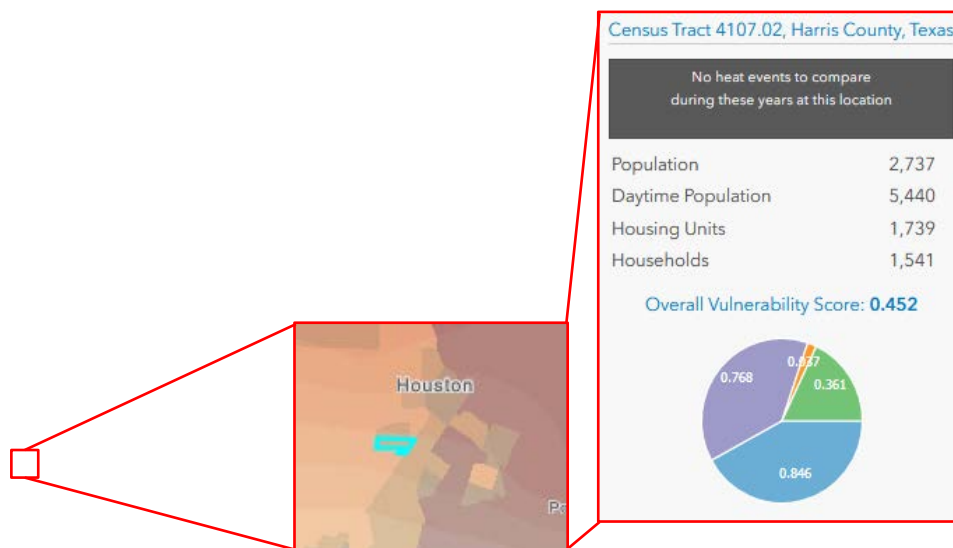 Census Tract 4107.02, Harris County, Texas
No heat events to compare
during these years at this location
Population 2,737
Daytime Population 5,440
Housing Units 1,739
Households 1,541
Overall Vulnerability Score: 0.452
0.768
0.037
0.361
0.846
Houston